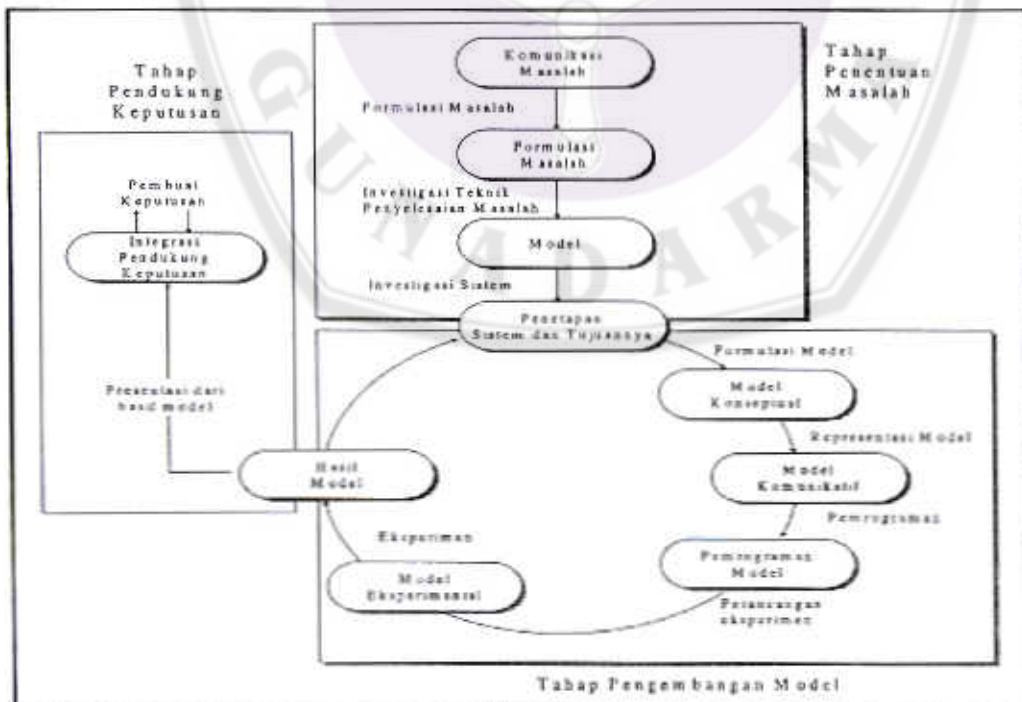 Tahap
Pendukung
Keputusan
Pembuat
Keputusan
Integrasi
Pendukung
Keputusan
Presentasi dari
hasil model
Tahap
Penentuan
Masalah
Komunikasi
Masalah
Formulasi Masalah
Formulasi
Masalah
Investigasi Teknik
Penyelesaian Masalah
Model
Investigasi Sistem
Penetapan
Sistem dan Tujuannya
Formulasi Model
Model
Konseptual
Representasi Model
Model
Komunikatif
Pemrograman
Pemrograman
Model
Perancangan
eksperimen
Model
Eksperimental
Eksperimen
Hasil
Model
Tahap Pengembangan Model
GUNADARMA